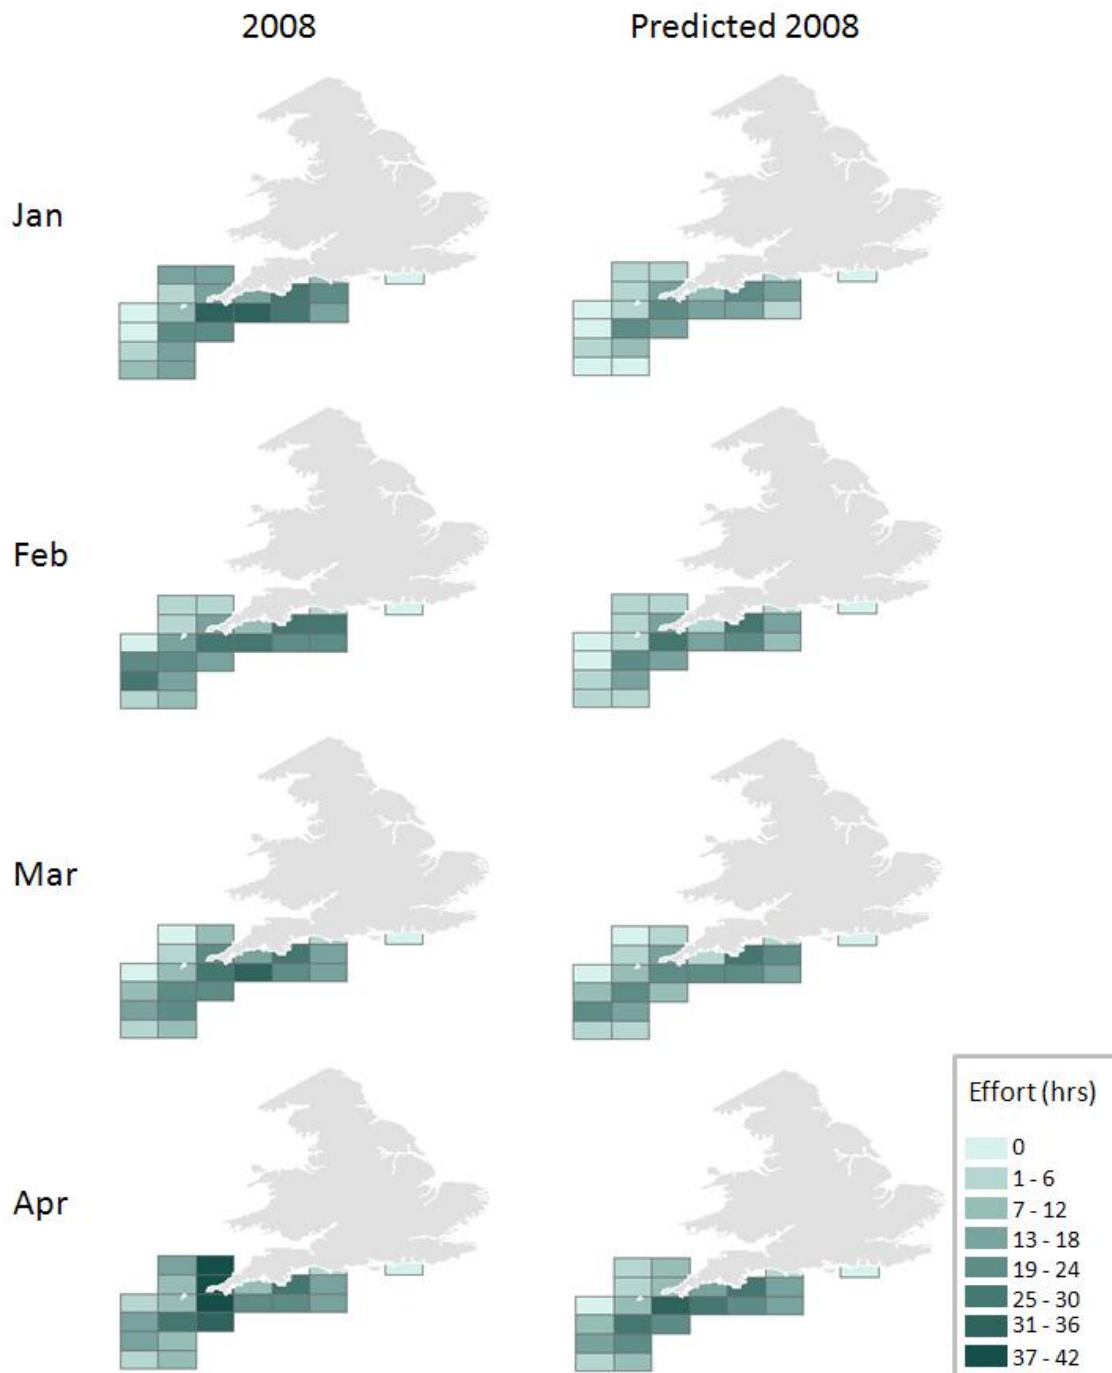 2008
Predicted 2008
Jan
Feb
Mar
Apr
Effort (hrs)
0
1 - 6
7 - 12
13 - 18
19 - 24
25 - 30
31 - 36
37 - 42